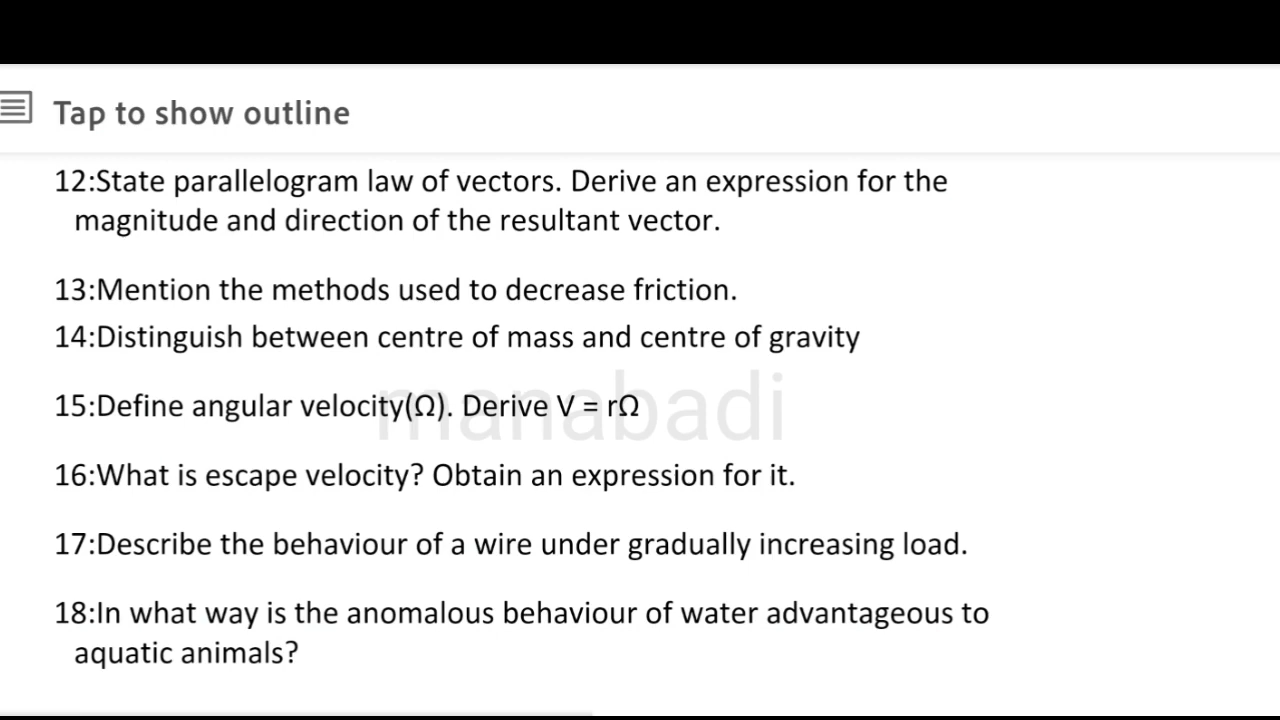 Tap to show outline
12:State parallelogram law of vectors. Derive an expression for the
magnitude and direction of the resultant vector.
13:Mention the methods used to decrease friction.
14:Distinguish between centre of mass and centre of gravity
manabadi
15:Define angular velocity(Ω). Derive V = rΩ
16:What is escape velocity? Obtain an expression for it.
17:Describe the behaviour of a wire under gradually increasing load.
18:In what way is the anomalous behaviour of water advantageous to
aquatic animals?